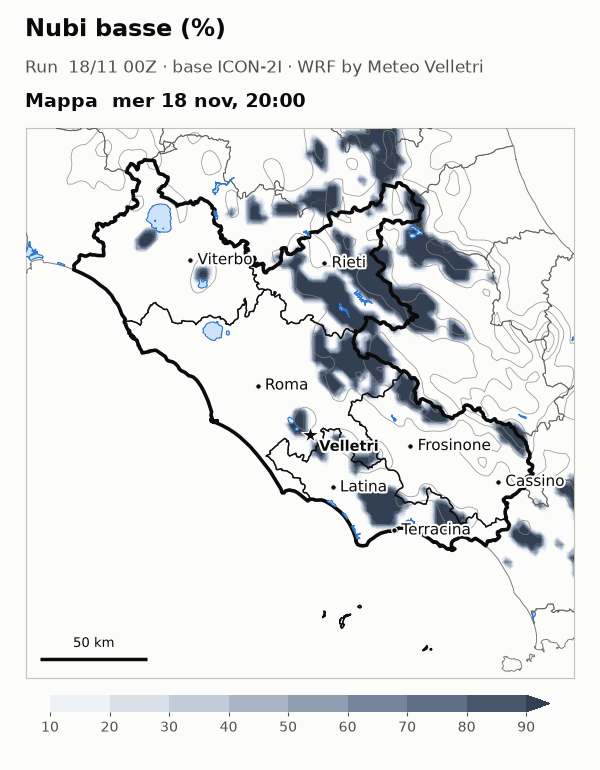 Nubi basse (%)
Run  18/11 00Z · base ICON-2I · WRF by Meteo Velletri
Mappa  mer 18 nov, 20:00
Viterbo
Rieti
Roma
Velletri
Frosinone
Latina
Cassino
Terracina
50 km
10 20 30 40 50 60 70 80 90